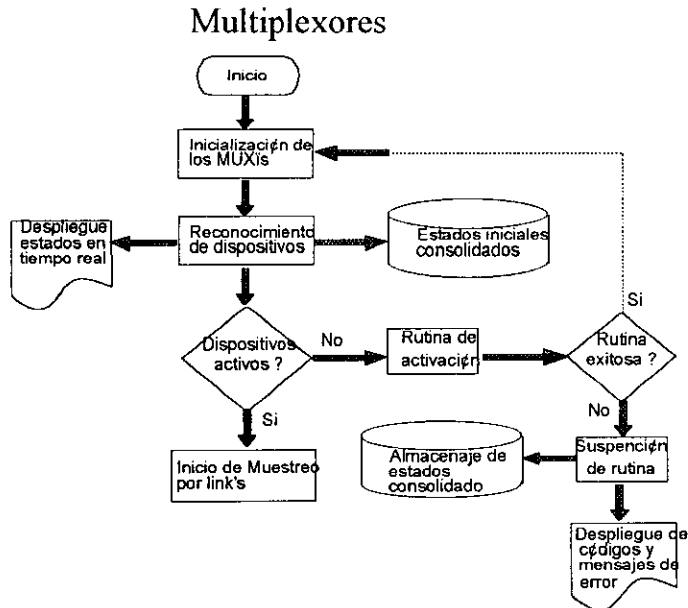 Multiplexores
Inicio
Inicialización de
los MUXïs
Despliegue
estados en
tiempo real
Reconocimiento
de dispositivos
Estados iniciales
consolidados
Si
Dispositivos
activos ?
No
Rutina de
activaci¢n
Rutina
exitosa ?
Si
No
Inicio de Muestreo
por link's
Almacenaje de
estados
consolidado
Suspenci¢n
de rutina
Despliegue de
c¢digos y
mensajes de
error